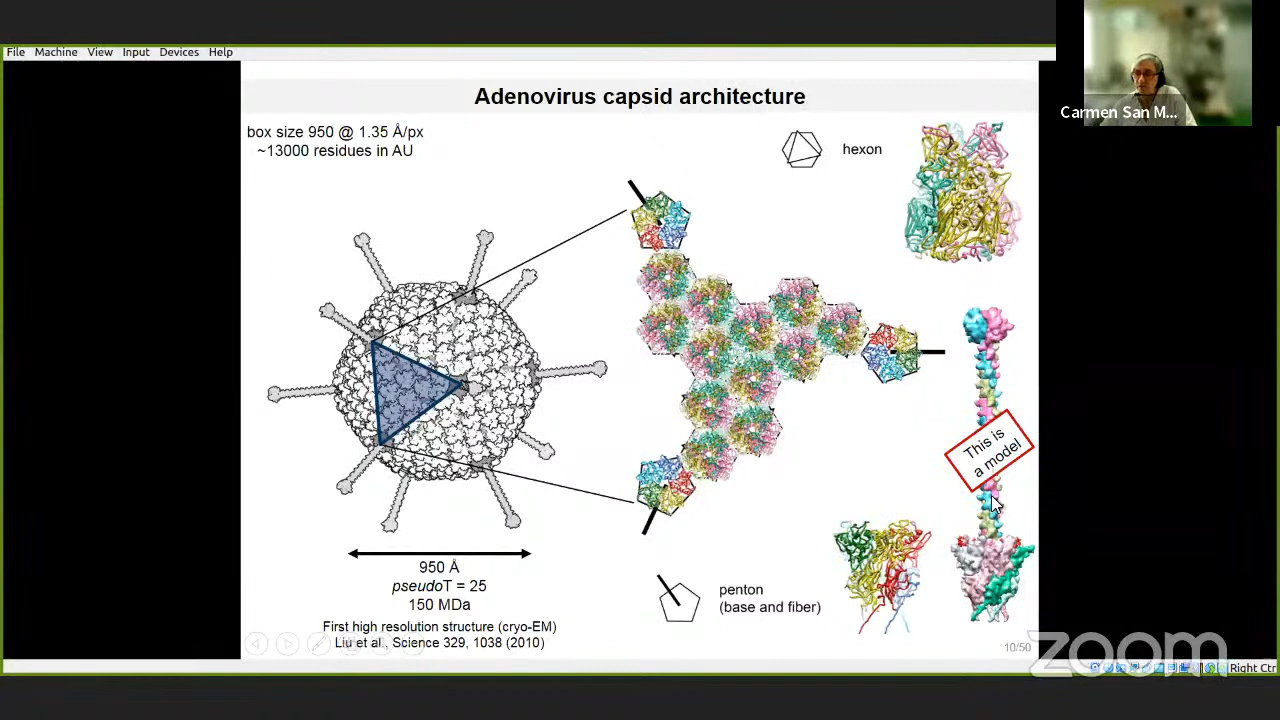 File Machine View Input Devices Help
Carmen San M...
Adenovirus capsid architecture
box size 950 @ 1.35 Å/px
~13000 residues in AU
hexon
This is
a model
950 Å
pseudoT = 25
150 MDa
penton
(base and fiber)
First high resolution structure (cryo-EM)
Liu et al., Science 329, 1038 (2010)
10/50
zoom
Right Ctr